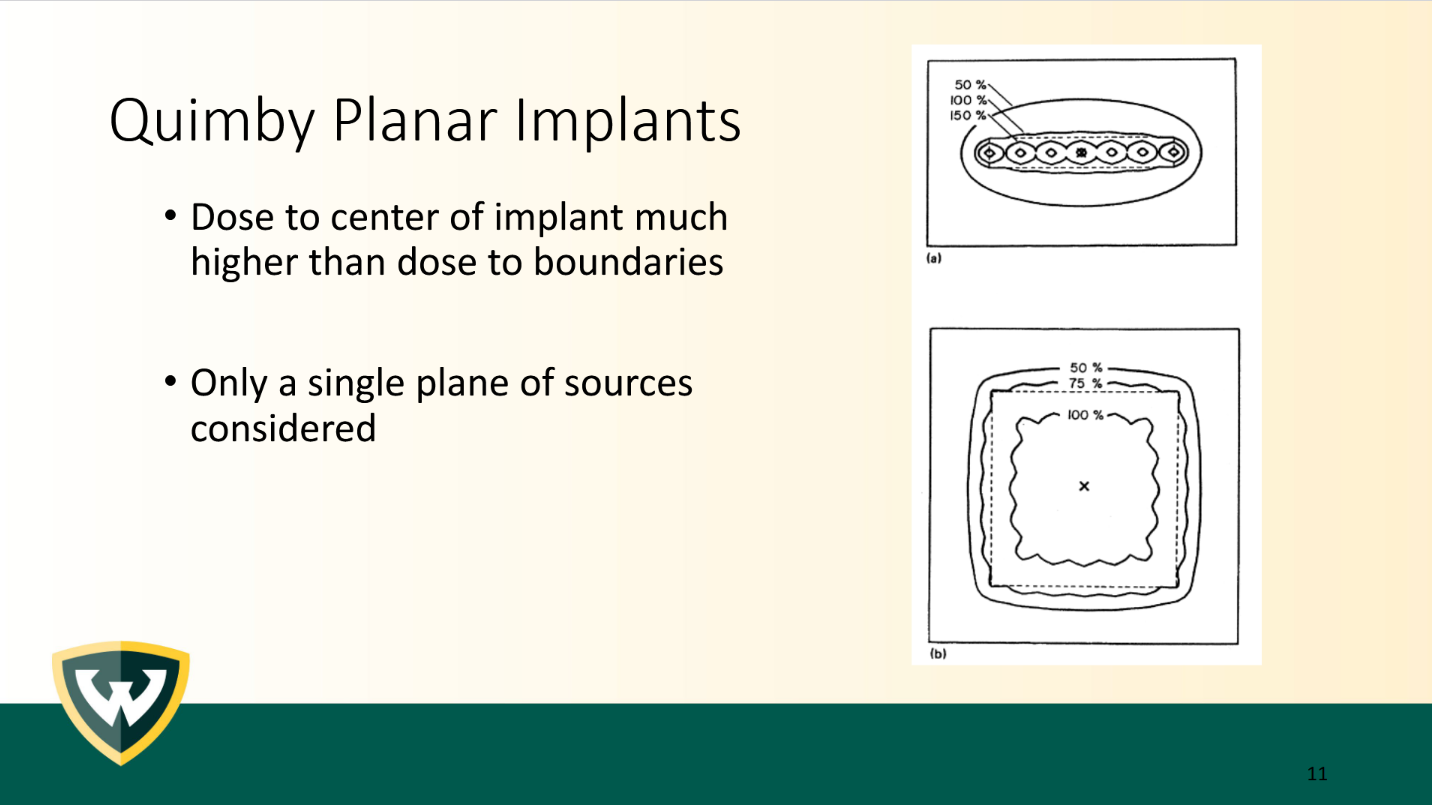 Quimby Planar Implants
• Dose to center of implant much
higher than dose to boundaries
• Only a single plane of sources
considered
50 %
100 %
150 %
(a)
50 %
75 %
100 %
×
(b)
W
11